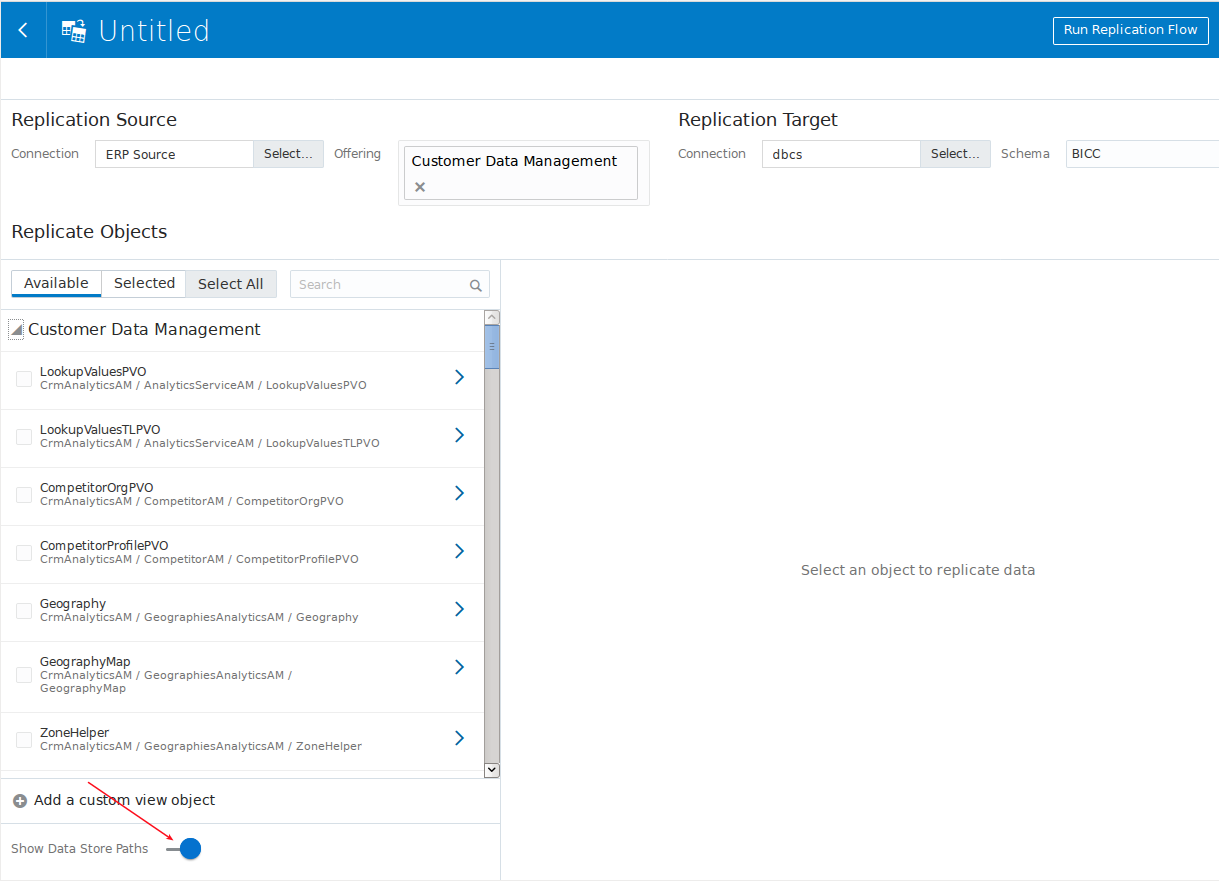 Untitled
Run Replication Flow
Replication Source
Replication Target
Connection ERP Source Select... Offering Customer Data Management
Connection dbcs Select... Schema BICC
Replicate Objects
Available Selected Select All Search
Customer Data Management
LookupValuesPVO
CrmAnalyticsAM / AnalyticsServiceAM / LookupValuesPVO
LookupValuesTLPVO
CrmAnalyticsAM / AnalyticsServiceAM / LookupValuesTLPVO
CompetitorOrgPVO
CrmAnalyticsAM / CompetitorAM / CompetitorOrgPVO
CompetitorProfilePVO
CrmAnalyticsAM / CompetitorAM / CompetitorProfilePVO
Geography
CrmAnalyticsAM / GeographiesAnalyticsAM / Geography
GeographyMap
CrmAnalyticsAM / GeographiesAnalyticsAM /
GeographyMap
ZoneHelper
CrmAnalyticsAM / GeographiesAnalyticsAM / ZoneHelper
Select an object to replicate data
Add a custom view object
Show Data Store Paths